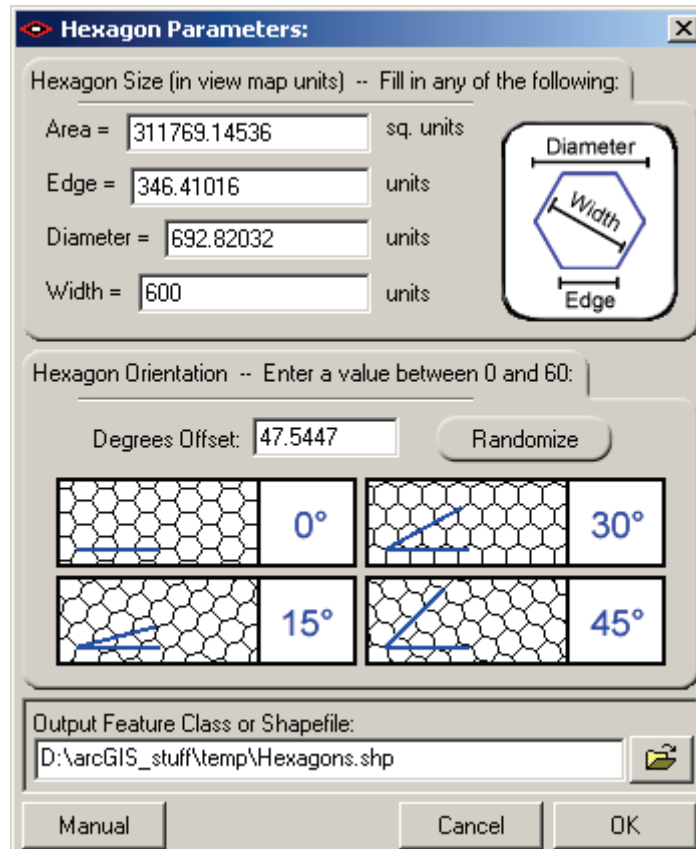 Hexagon Parameters:
Hexagon Size (in view map units) -- Fill in any of the following:
Area = 311769.14536 sq. units
Edge = 346.41016 units
Diameter = 692.82032 units
Width = 600 units
Diameter
Width
Edge
Hexagon Orientation -- Enter a value between 0 and 60:
Degrees Offset: 47.5447 Randomize
0° 30°
15° 45°
Output Feature Class or Shapefile:
D:\arcGIS_stuff\temp\Hexagons.shp
Manual Cancel OK